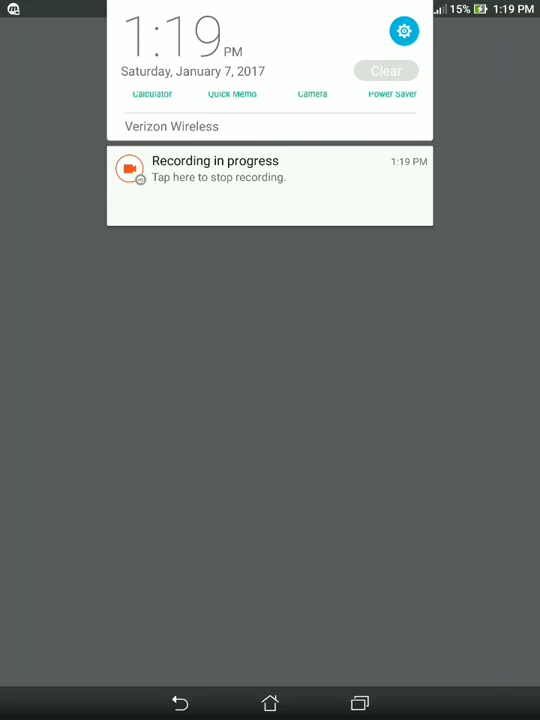 15% 1:19 PM
1:19 PM
Saturday, January 7, 2017
Clear
Calculator Quick Memo Camera Power Saver
Verizon Wireless
Recording in progress 1:19 PM
Tap here to stop recording.